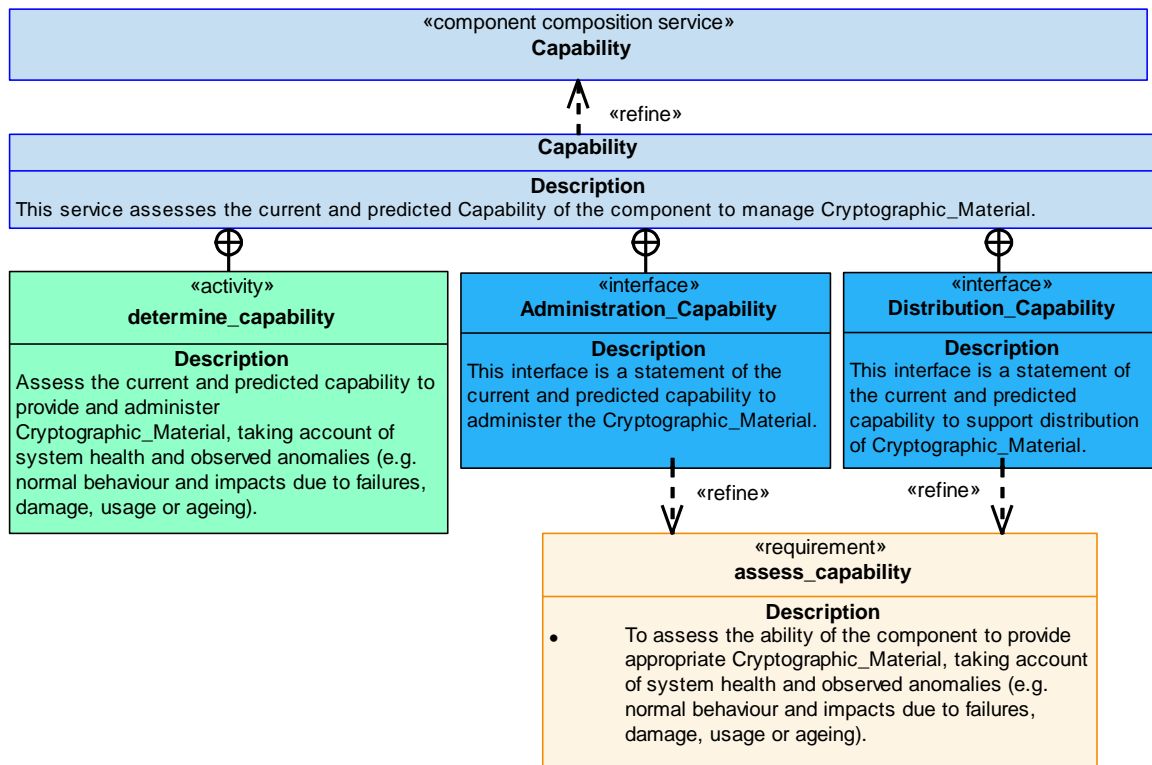 «component composition service»
Capability
«refine»
Capability
Description
This service assesses the current and predicted Capability of the component to manage Cryptographic_Material.
«activity»
determine_capability
Description
Assess the current and predicted capability to
provide and administer
Cryptographic_Material, taking account of
system health and observed anomalies (e.g.
normal behaviour and impacts due to failures,
damage, usage or ageing).
«interface»
Administration_Capability
Description
This interface is a statement of the
current and predicted capability to
administer the Cryptographic_Material.
«interface»
Distribution_Capability
Description
This interface is a statement of
the current and predicted
capability to support distribution
of Cryptographic_Material.
«refine»
«refine»
«requirement»
assess_capability
Description
• To assess the ability of the component to provide
appropriate Cryptographic_Material, taking account
of system health and observed anomalies (e.g.
normal behaviour and impacts due to failures,
damage, usage or ageing).